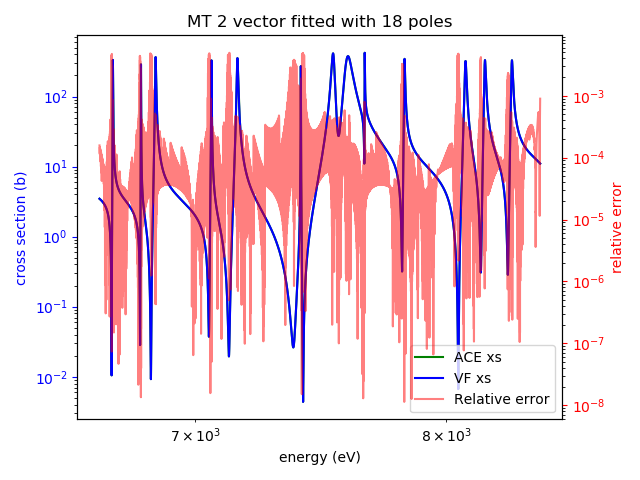 MT 2 vector fitted with 18 poles
cross section (b)
10²
10¹
10⁰
10⁻¹
10⁻²
10⁻³
10⁻⁴
10⁻⁵
10⁻⁶
10⁻⁷
10⁻⁸
relative error
ACE xs
VF xs
Relative error
7 × 10³
8 × 10³
energy (eV)